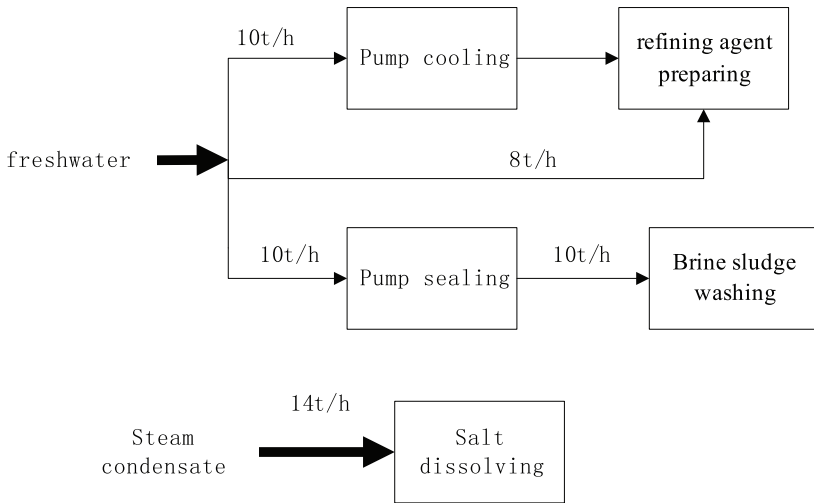 10t/h
Pump cooling
refining agent
preparing
freshwater
8t/h
10t/h
Pump sealing
10t/h
Brine sludge
washing
14t/h
Steam
condensate
Salt
dissolving